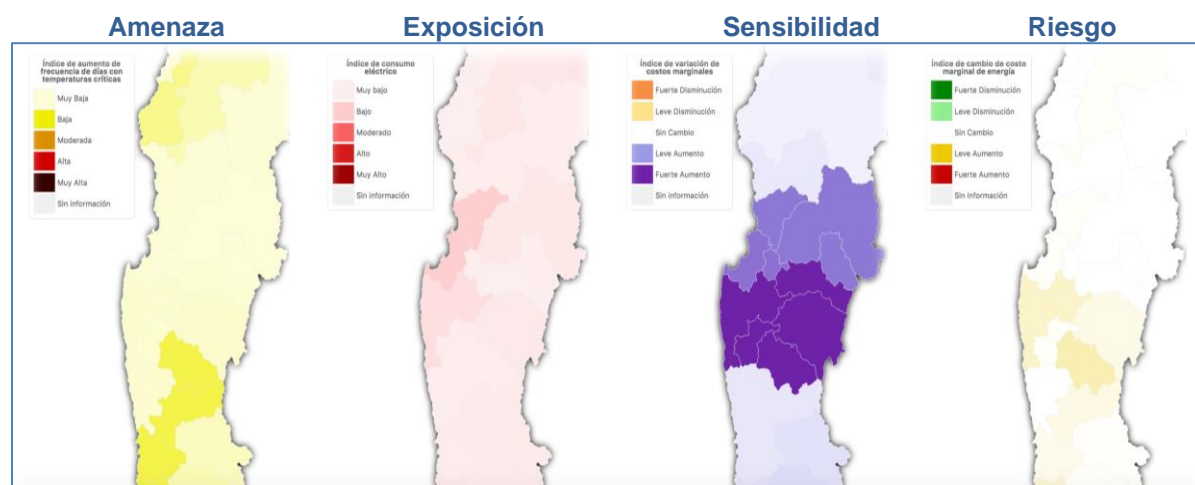 Amenaza
Exposición
Sensibilidad
Riesgo
Índice de aumento de
frecuencia de días con
temperaturas críticas
Muy Baja
Baja
Moderada
Alta
Muy Alta
Sin información
Índice de consumo
eléctrico
Muy bajo
Bajo
Moderado
Alto
Muy Alto
Sin información
Índice de variación de
costos marginales
Fuerte Disminución
Leve Disminución
Sin Cambio
Leve Aumento
Fuerte Aumento
Sin información
Índice de cambio de costo
marginal de energía
Fuerte Disminución
Leve Disminución
Sin Cambio
Leve Aumento
Fuerte Aumento
Sin información